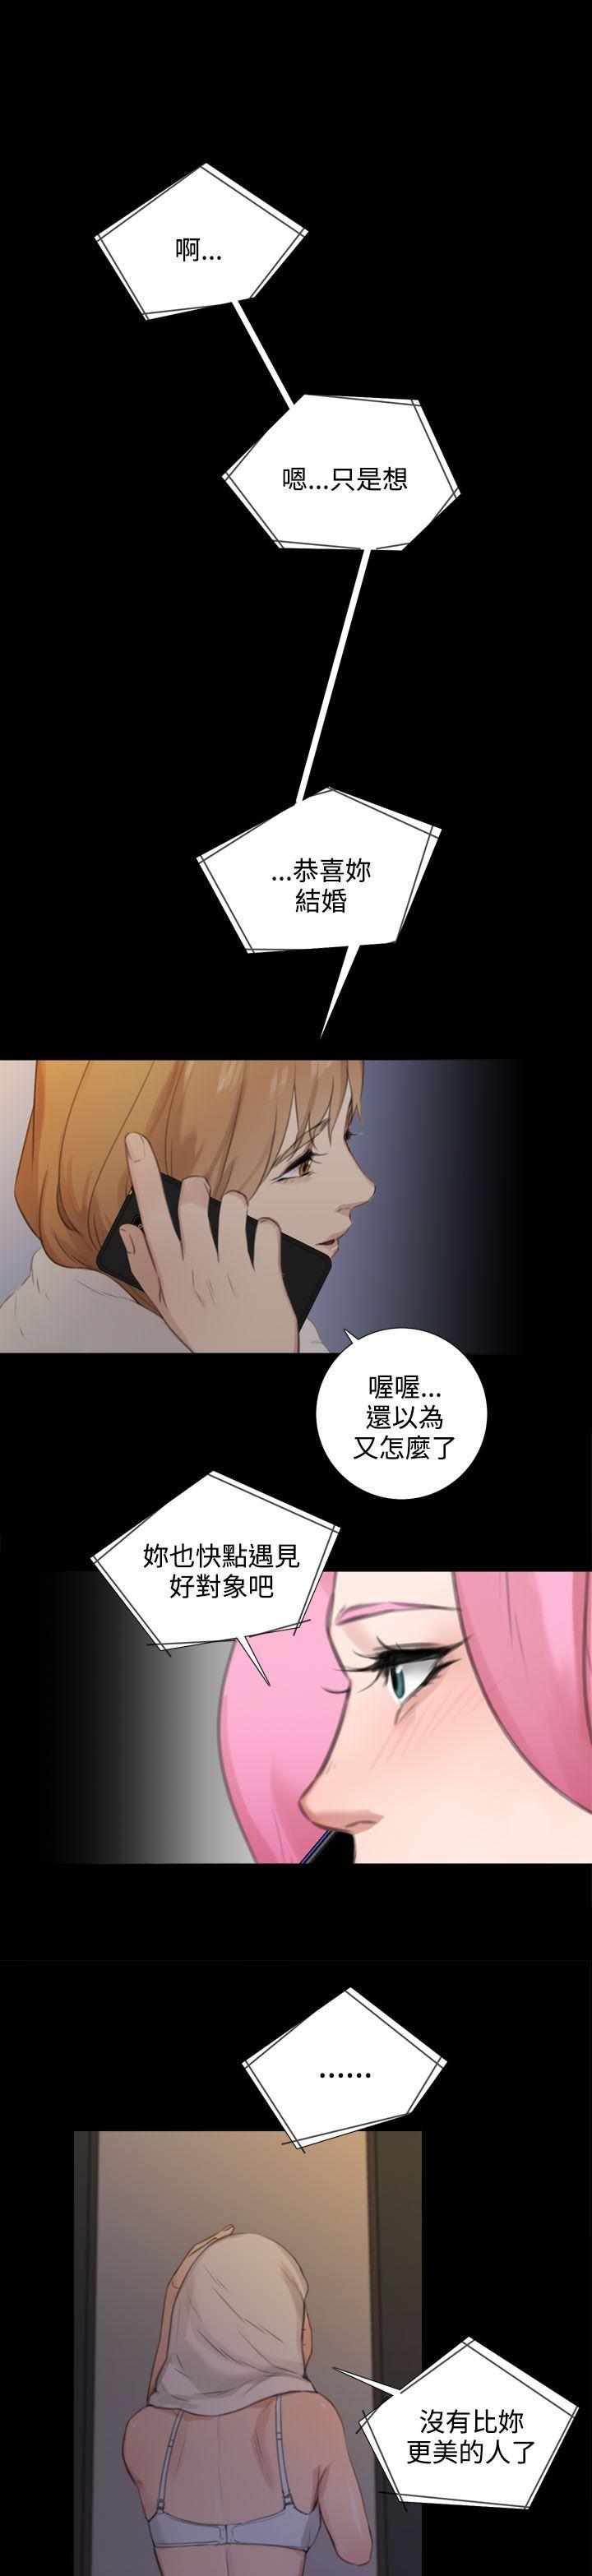 啊...
嗯...只是想
...恭喜妳
結婚
喔喔...
還以為
又怎麼了
妳也快點遇見
好對象吧
......
沒有比妳
更美的人了